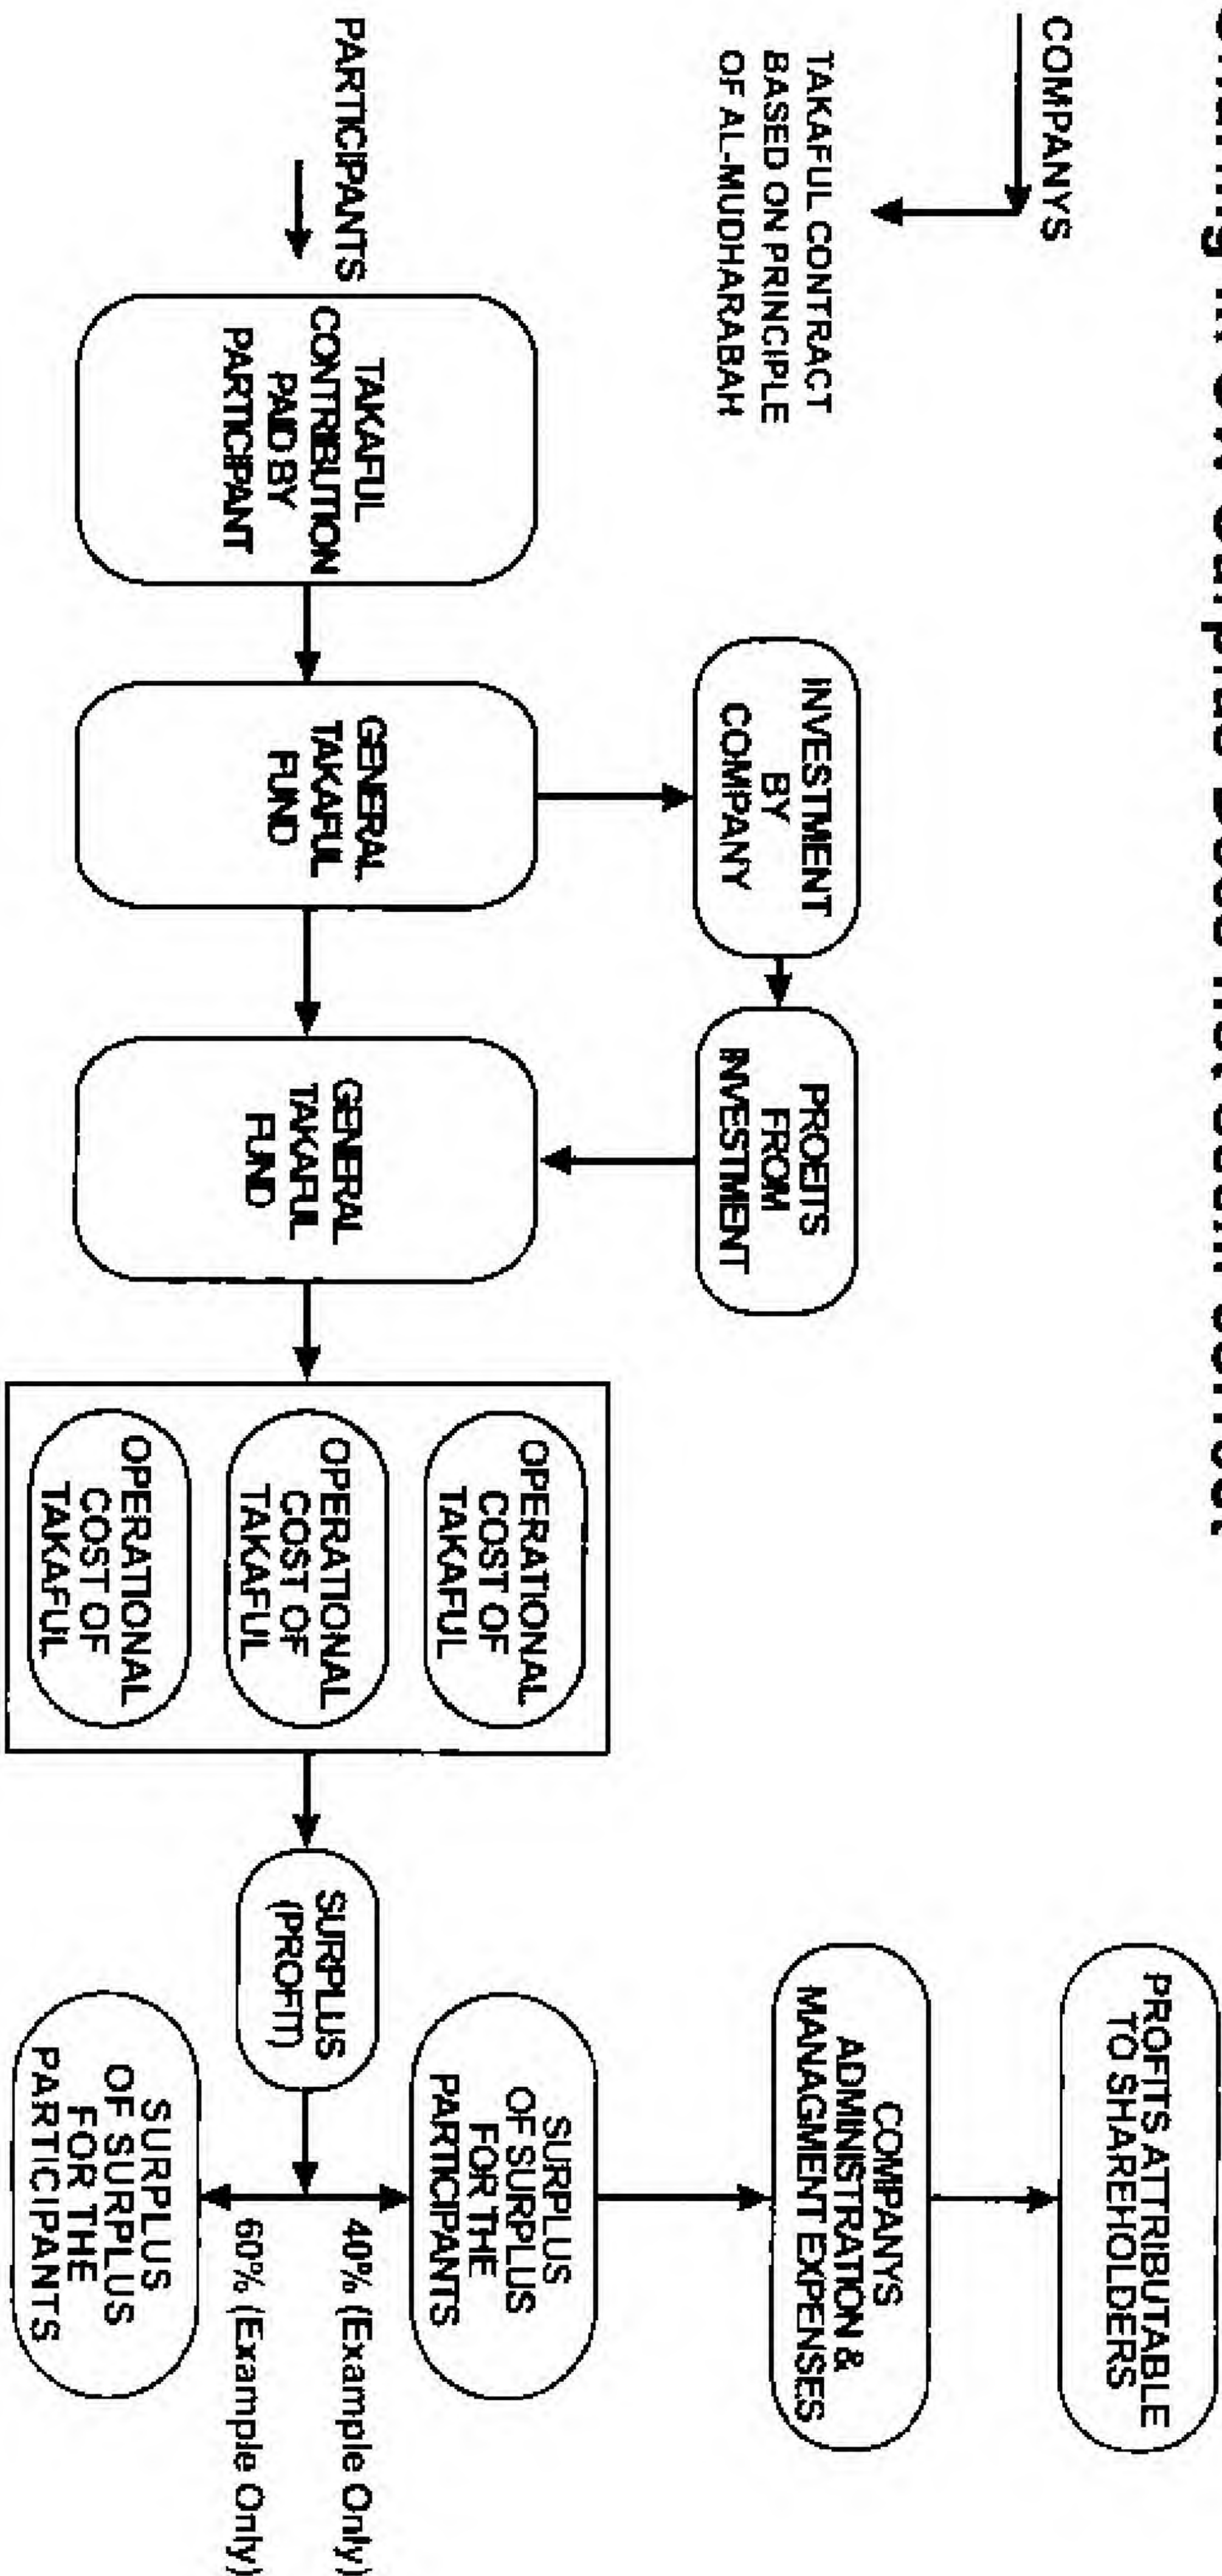 COMPANYS
TAKAFUL CONTRACT
BASED ON PRINCIPLE
OF AL-MUDHARABAH
PARTICIPANTS
TAKAFUL
CONTRIBUTION
PAID BY
PARTICIPANT
GENERAL
TAKAFUL
FUND
INVESTMENT
BY
COMPANY
PROEITS
FROM
INVESTMENT
GENERAL
TAKAFUL
FUND
OPERATIONAL
COST OF
TAKAFUL
OPERATIONAL
COST OF
TAKAFUL
OPERATIONAL
COST OF
TAKAFUL
SURPLUS
(PROFIT)
PROFITS ATTRIBUTABLE
TO SHAREHOLDERS
COMPANYS
ADMINISTRATION &
MANAGMENT EXPENSES
SURPLUS
OF SURPLUS
FOR THE
PARTICIPANTS
40% (Example Only)
60% (Example Only)
SURPLUS
OF SURPLUS
FOR THE
PARTICIPANTS